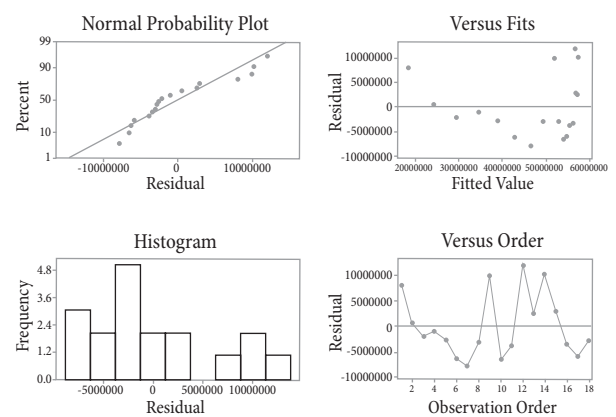 Normal Probability Plot
99
90
50
10
1
Percent
-10000000 0 10000000
Residual
Versus Fits
10000000
5000000
0
-5000000
-10000000
Residual
20000000 30000000 40000000 50000000 60000000
Fitted Value
Histogram
4.8
3.6
2.4
1.2
0.0
Frequency
-5000000 0 5000000 10000000
Residual
Versus Order
10000000
5000000
0
-5000000
-10000000
Residual
2 4 6 8 10 12 14 16 18
Observation Order